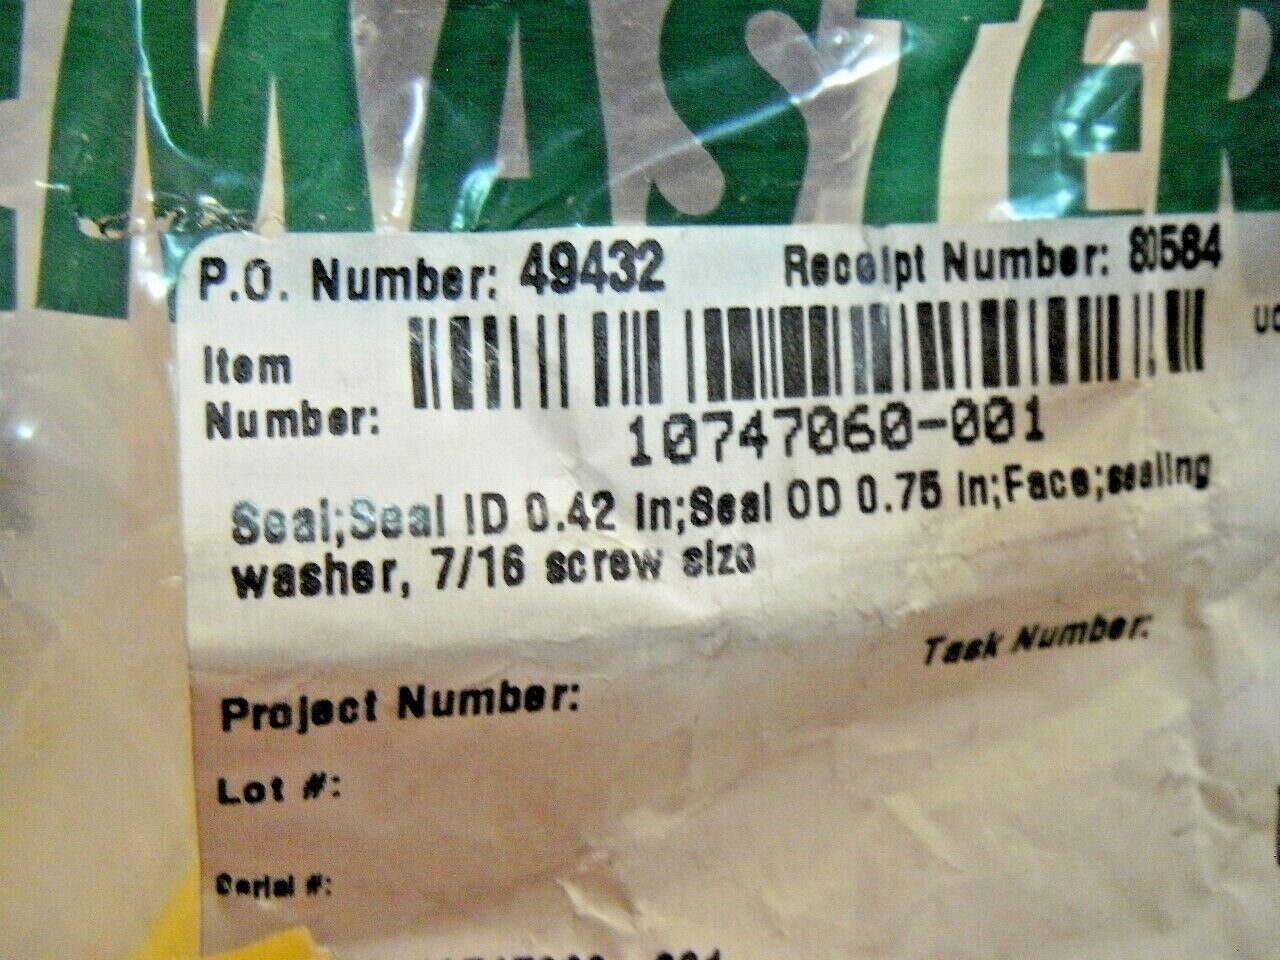 EMASTER
P.O. Number: 49432 Receipt Number: 80584
Item
Number:
10747060-001
Seal;Seal ID 0.42 in;Seal OD 0.75 in;Face;sealing
washer, 7/16 screw size
Task Number:
Project Number:
Lot #:
Serial #: